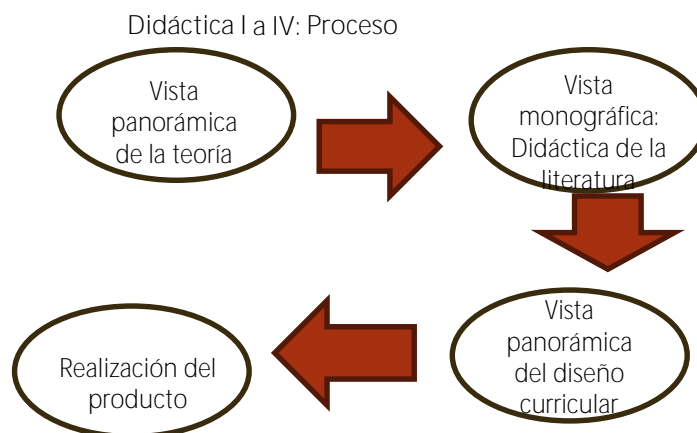 Didáctica I a IV: Proceso
Vista
panorámica
de la teoría
Vista
monográfica:
Didáctica de la
literatura
Vista
panorámica
del diseño
curricular
Realización del
producto